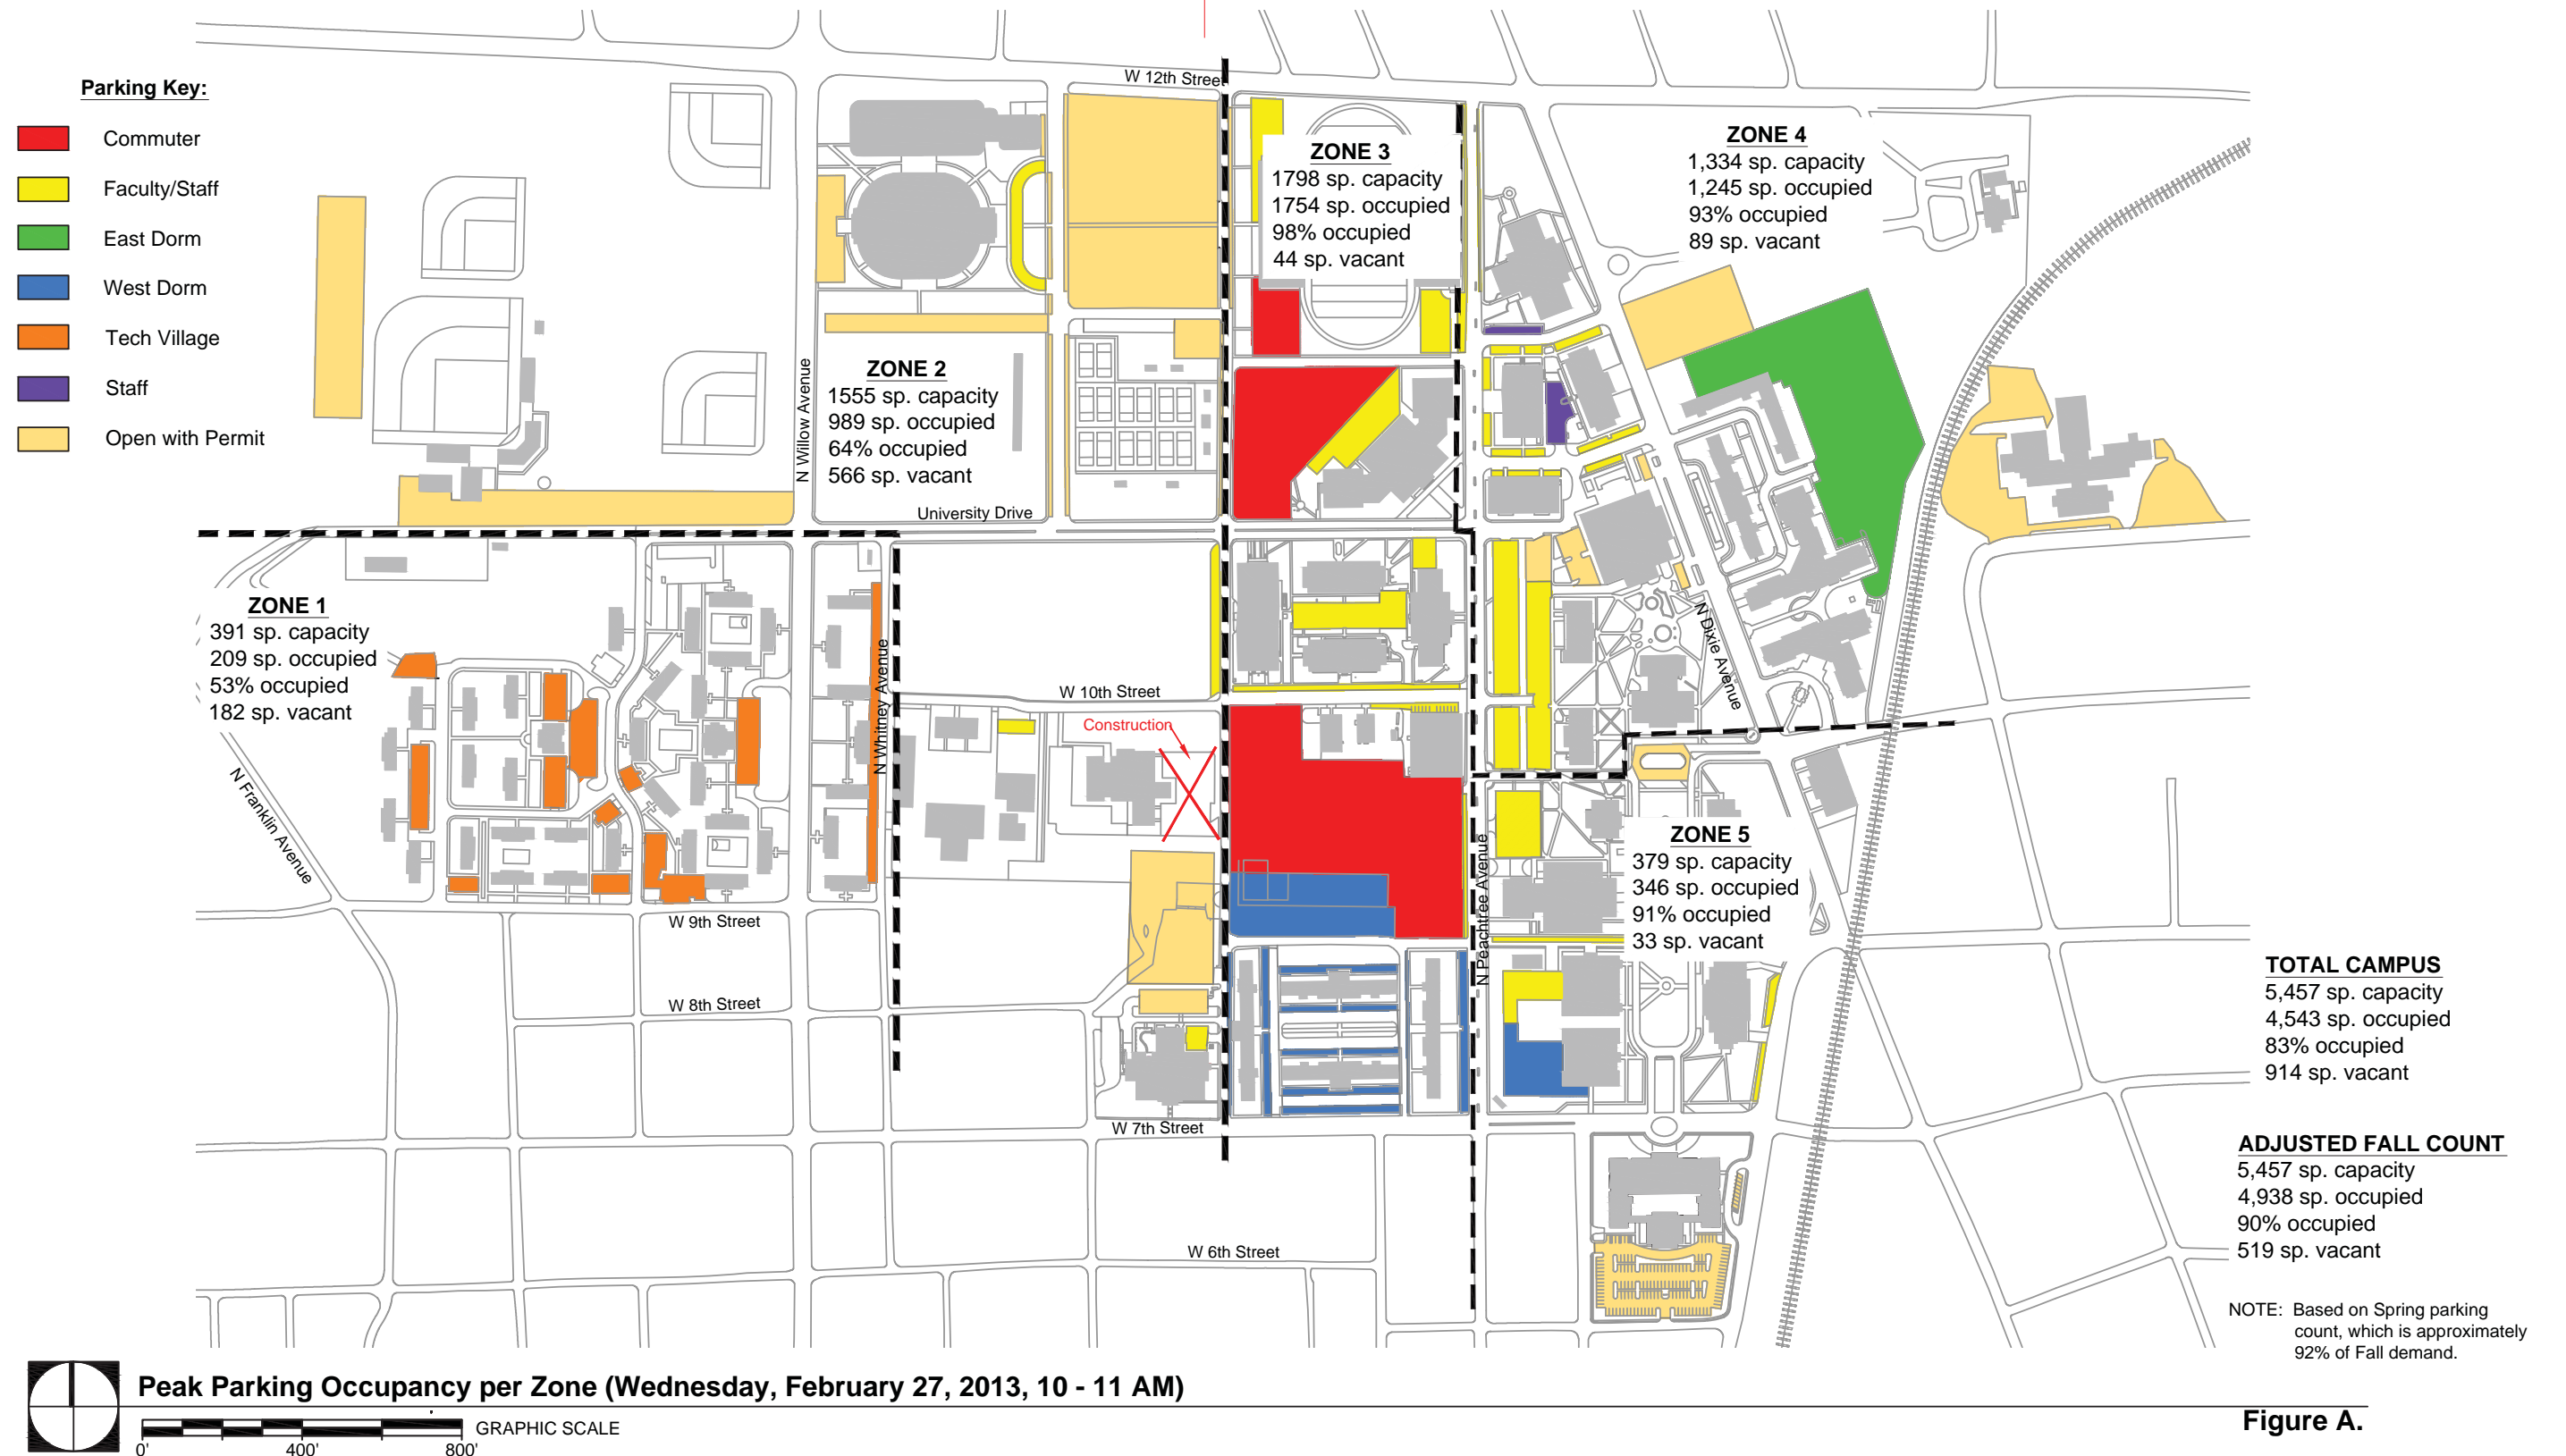 W 12th Street
Parking Key:
Commuter
Faculty/Staff
East Dorm
West Dorm
Tech Village
Staff
Open with Permit
ZONE 3
1798 sp. capacity
1754 sp. occupied
98% occupied
44 sp. vacant
ZONE 4
1,334 sp. capacity
1,245 sp. occupied
93% occupied
89 sp. vacant
N Willow Avenue
ZONE 2
1555 sp. capacity
989 sp. occupied
64% occupied
566 sp. vacant
University Drive
ZONE 1
391 sp. capacity
209 sp. occupied
53% occupied
182 sp. vacant
N Whitney Avenue
W 10th Street
Construction
N Dixie Avenue
N Franklin Avenue
N Peachtree Avenue
ZONE 5
379 sp. capacity
346 sp. occupied
91% occupied
33 sp. vacant
W 9th Street
W 8th Street
W 7th Street
W 6th Street
TOTAL CAMPUS
5,457 sp. capacity
4,543 sp. occupied
83% occupied
914 sp. vacant
ADJUSTED FALL COUNT
5,457 sp. capacity
4,938 sp. occupied
90% occupied
519 sp. vacant
NOTE: Based on Spring parking
count, which is approximately
92% of Fall demand.
Peak Parking Occupancy per Zone (Wednesday, February 27, 2013, 10 - 11 AM)
GRAPHIC SCALE
0' 400' 800'
Figure A.